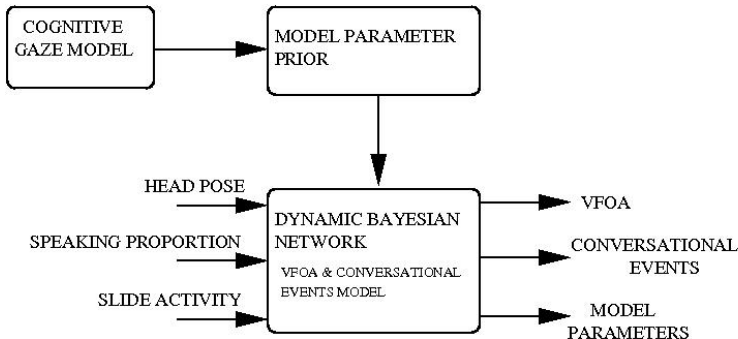 COGNITIVE
GAZE MODEL
MODEL PARAMETER
PRIOR
HEAD POSE
SPEAKING PROPORTION
SLIDE ACTIVITY
DYNAMIC BAYESIAN
NETWORK
VFOA & CONVERSATIONAL
EVENTS MODEL
VFOA
CONVERSATIONAL
EVENTS
MODEL
PARAMETERS